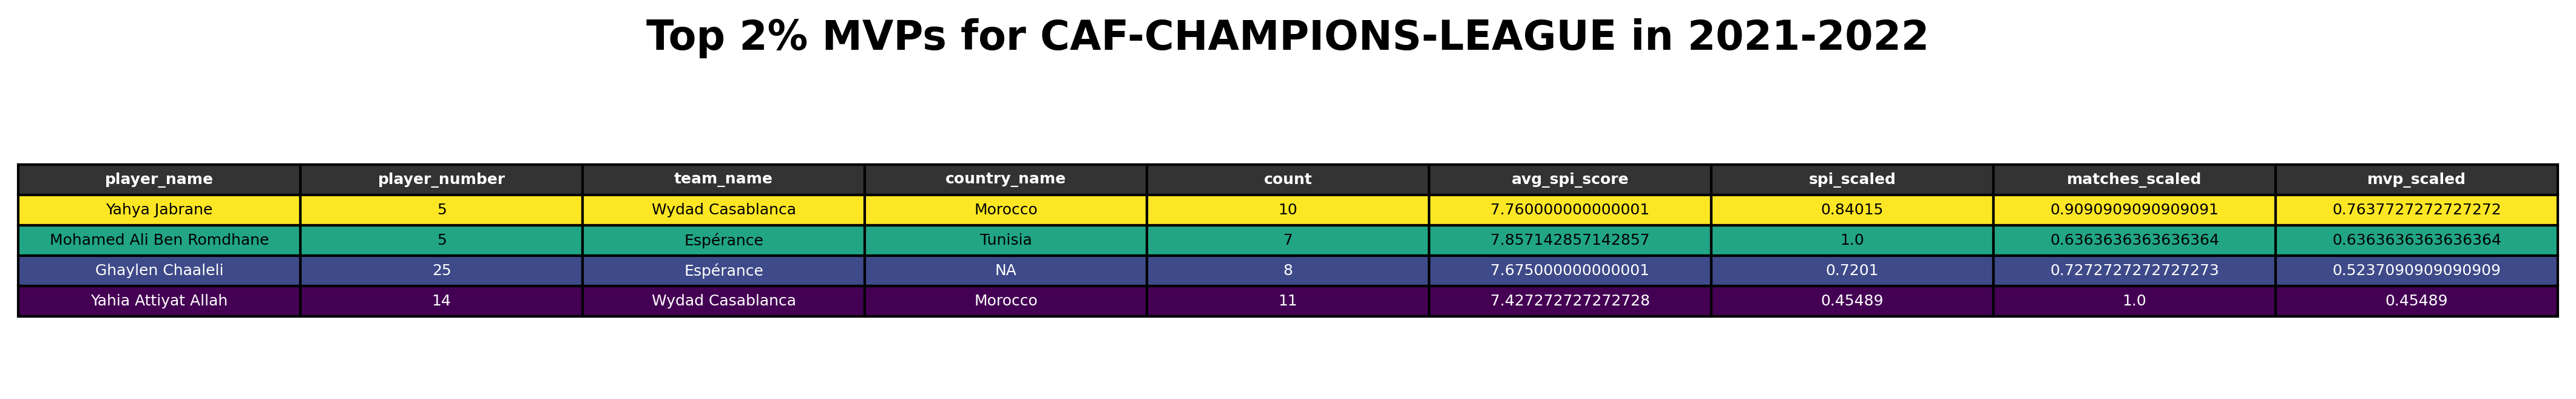 Top 2% MVPs for CAF-CHAMPIONS-LEAGUE in 2021-2022
player_name player_number team_name country_name count avg_spi_score spi_scaled matches_scaled mvp_scaled
Yahya Jabrane 5 Wydad Casablanca Morocco 10 7.760000000000001 0.84015 0.9090909090909091 0.7637727272727272
Mohamed Ali Ben Romdhane 5 Espérance Tunisia 7 7.857142857142857 1.0 0.6363636363636364 0.6363636363636364
Ghaylen Chaaleli 25 Espérance NA 8 7.675000000000001 0.7201 0.7272727272727273 0.5237090909090909
Yahia Attiyat Allah 14 Wydad Casablanca Morocco 11 7.427272727272728 0.45489 1.0 0.45489